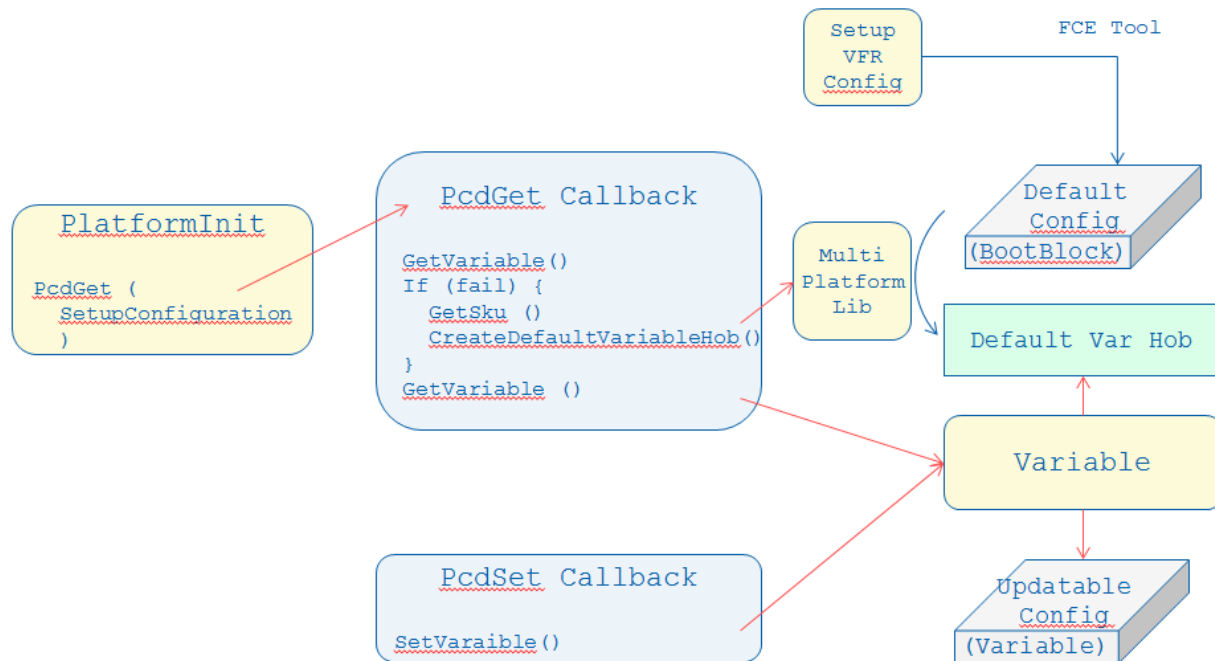 Setup
VFR
Config
FCE Tool
Default
Config
(BootBlock)
PlatformInit
PcdGet (
SetupConfiguration
)
PcdGet Callback
GetVariable()
If (fail) {
GetSku ()
CreateDefaultVariableHob()
}
GetVariable ()
Multi
Platform
Lib
Default Var Hob
Variable
PcdSet Callback
SetVaraible()
Updatable
Config
(Variable)